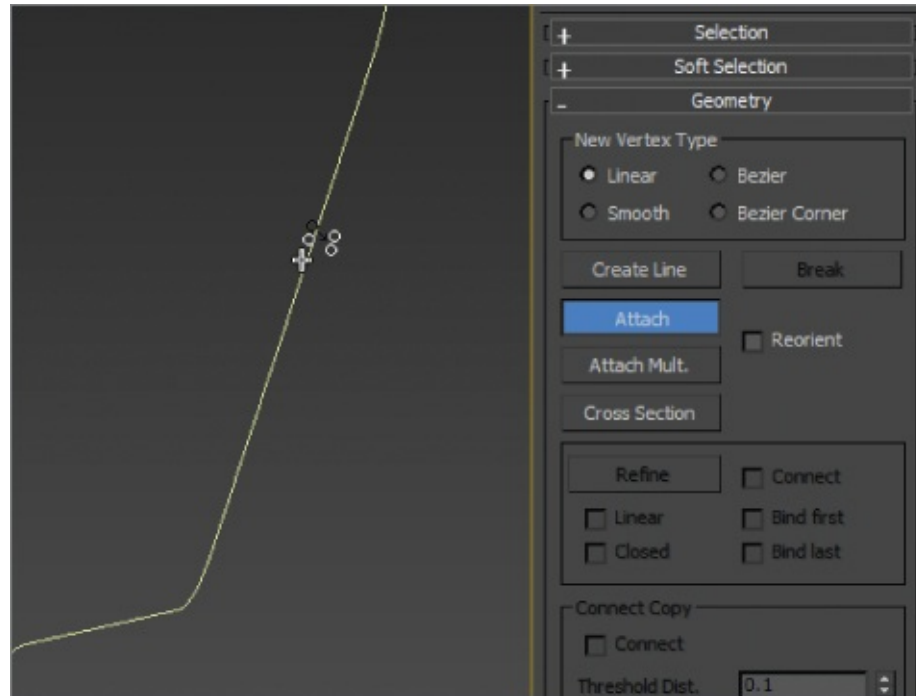 + Selection
+ Soft Selection
- Geometry
New Vertex Type
Linear Bezier
Smooth Bezier Corner
Create Line Break
Attach
Reorient
Attach Mult.
Cross Section
Refine Connect
Linear Bind first
Closed Bind last
Connect Copy
Connect
Threshold Dist. 0.1